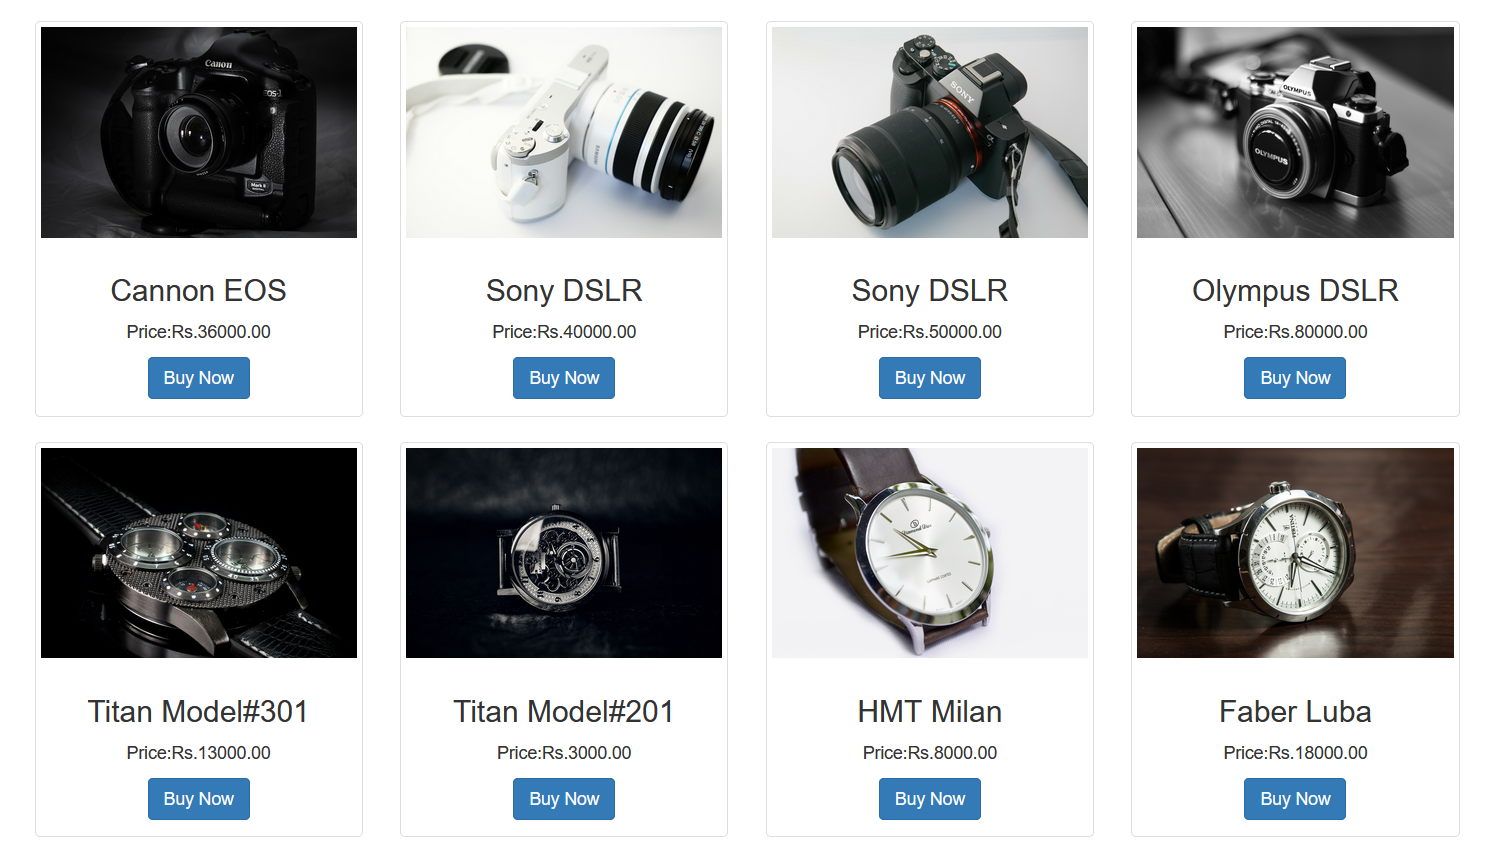 Canon
EOS-1
Mark II
SAMSUNG
SONY
OLYMPUS
OLYMPUS
Cannon EOS
Sony DSLR
Sony DSLR
Olympus DSLR
Price:Rs.36000.00
Price:Rs.40000.00
Price:Rs.50000.00
Price:Rs.80000.00
Buy Now
Buy Now
Buy Now
Buy Now
Titan Model#301
Titan Model#201
HMT Milan
Faber Luba
Price:Rs.13000.00
Price:Rs.3000.00
Price:Rs.8000.00
Price:Rs.18000.00
Buy Now
Buy Now
Buy Now
Buy Now